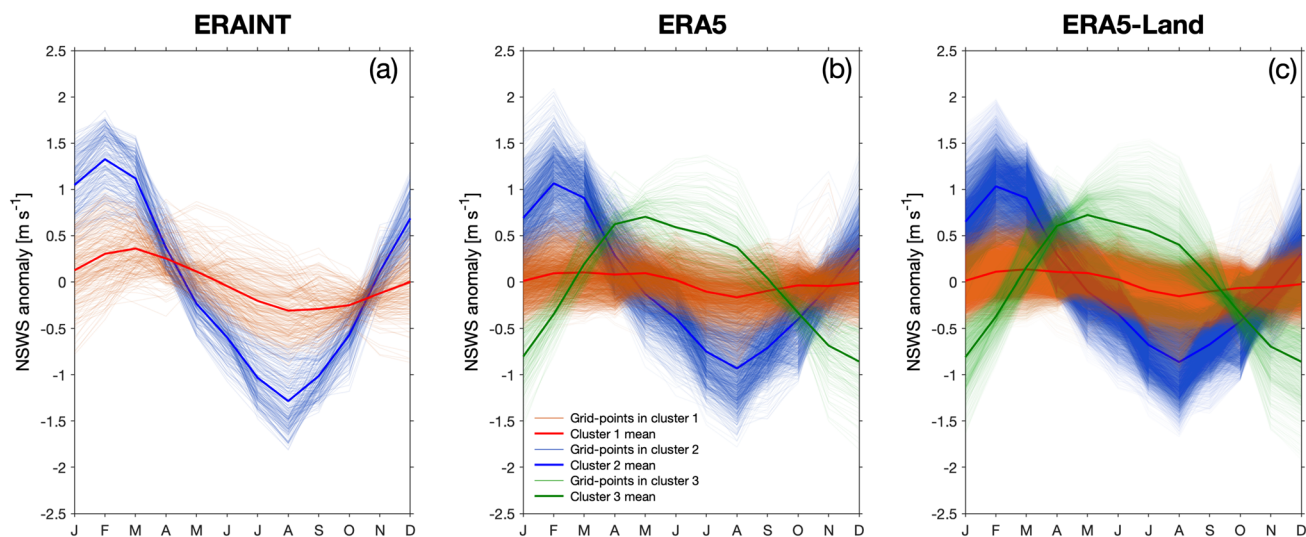 ERAINT
ERA5
ERA5-Land
(a)
(b)
(c)
NSWS anomaly [m s⁻¹]
2.5
2
1.5
1
0.5
0
-0.5
-1
-1.5
-2
-2.5
J F M A M J J A S O N D
NSWS anomaly [m s⁻¹]
2.5
2
1.5
1
0.5
0
-0.5
-1
-1.5
-2
-2.5
Grid-points in cluster 1
Cluster 1 mean
Grid-points in cluster 2
Cluster 2 mean
Grid-points in cluster 3
Cluster 3 mean
J F M A M J J A S O N D
NSWS anomaly [m s⁻¹]
2.5
2
1.5
1
0.5
0
-0.5
-1
-1.5
-2
-2.5
J F M A M J J A S O N D